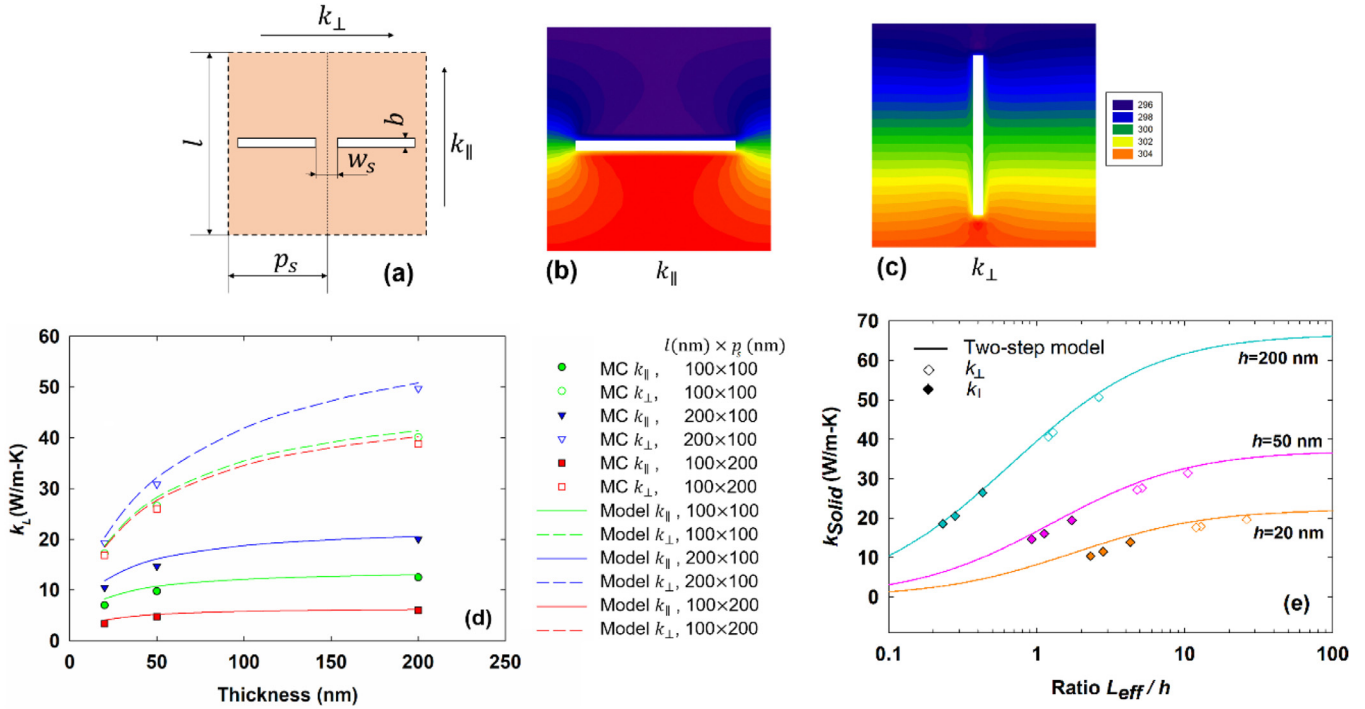 k⊥
l
b
w_s
k∥
p_s
(a)
(b)
k∥
(c)
k⊥
296
298
300
302
304
k_L(W/m-K)
60
50
40
30
20
10
0
0 50 100 150 200 250
Thickness (nm)
(d)
l(nm) × p_s (nm)
MC k∥ , 100×100
MC k⊥, 100×100
MC k∥ , 200×100
MC k⊥, 200×100
MC k∥ , 100×200
MC k⊥, 100×200
Model k∥ , 100×100
Model k⊥, 100×100
Model k∥ , 200×100
Model k⊥, 200×100
Model k∥ , 100×200
Model k⊥, 100×200
k_Solid (W/m-K)
70
60
50
40
30
20
10
0
Two-step model
k⊥
k∥
h=200 nm
h=50 nm
h=20 nm
(e)
0.1 1 10 100
Ratio L_eff / h